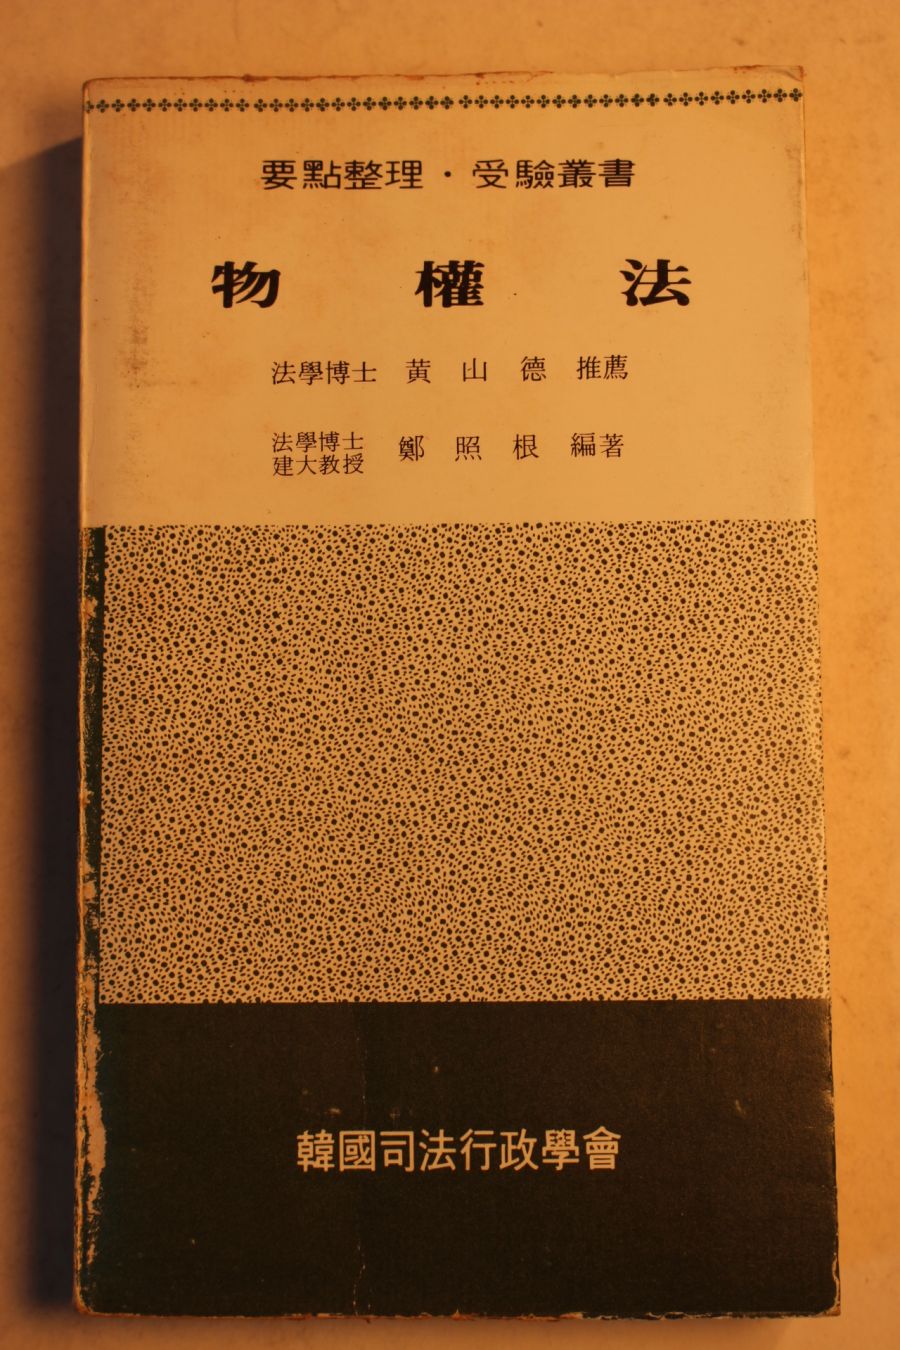 要點整理・受驗叢書
物 權 法
法學博士 黃 山 德 推薦
法學博士
建大教授 鄭 照 根 編著
韓國司法行政學會